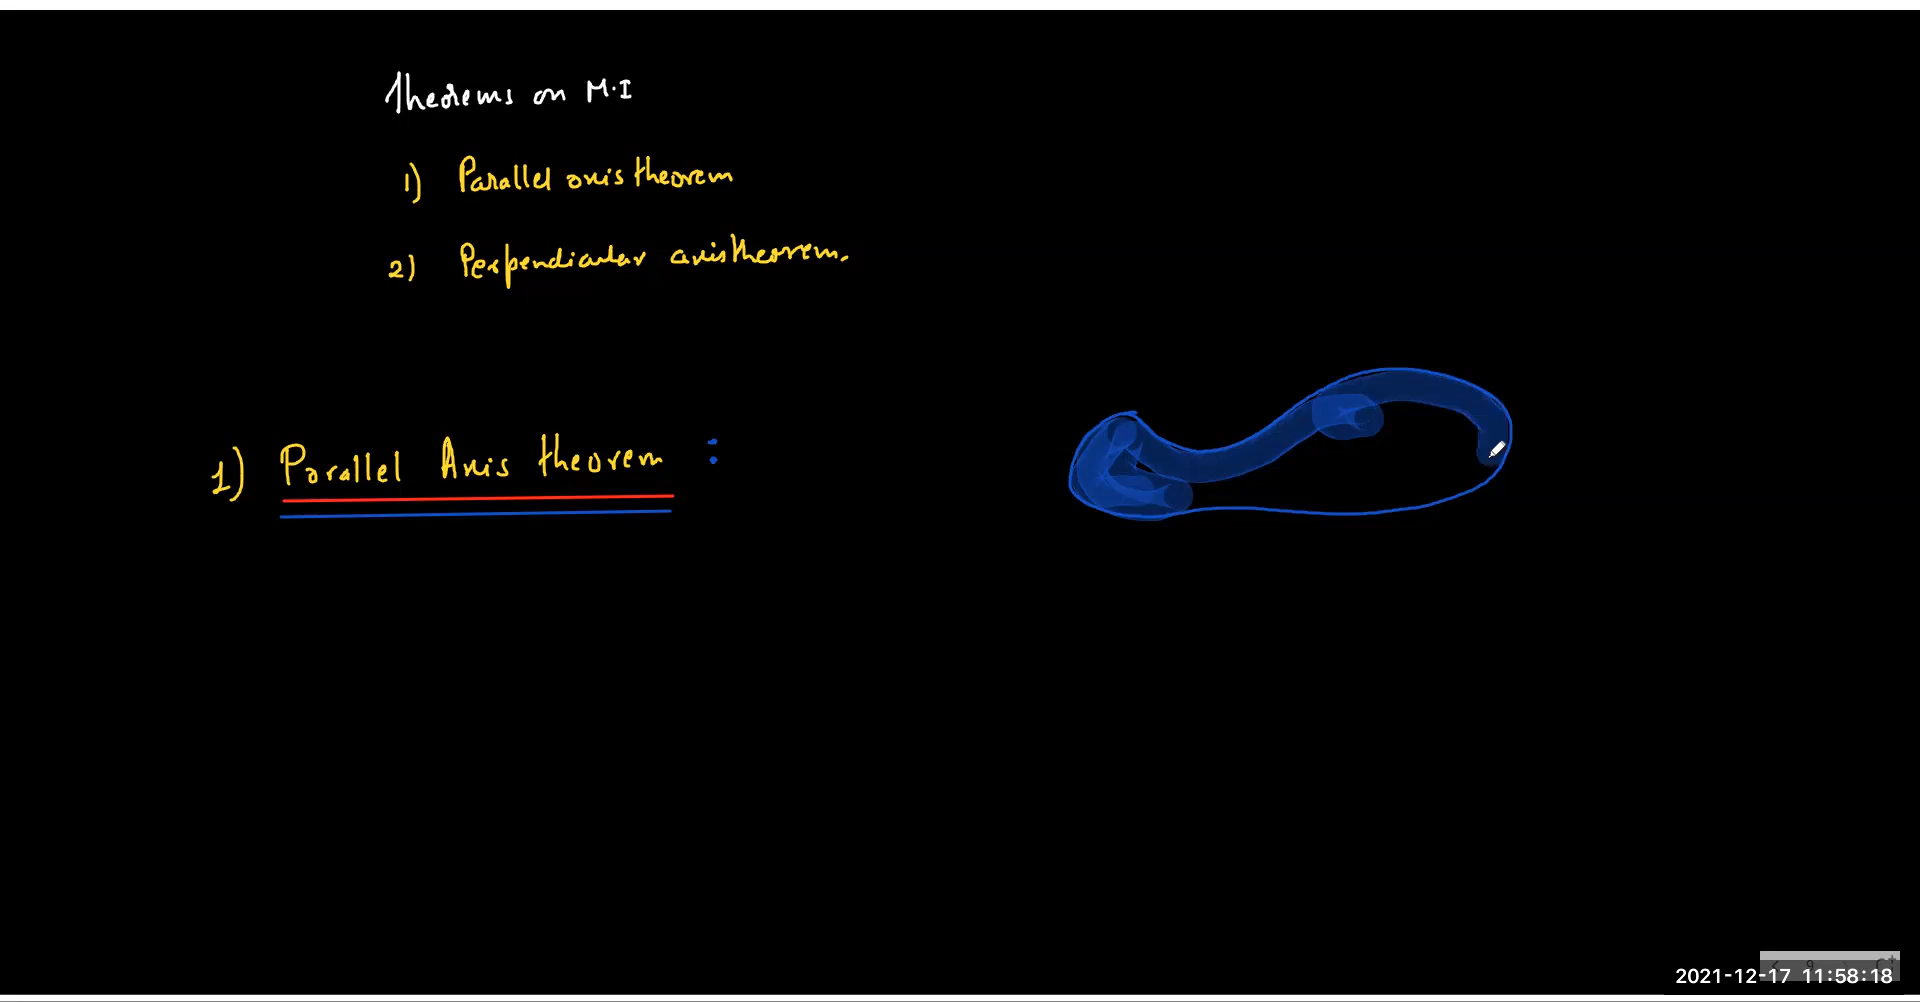 Theorems on M.I
1) Parallel axis theorem
2) Perpendicular axis theorem.
1) Parallel Axis theorem :
2021-12-17 11:58:18